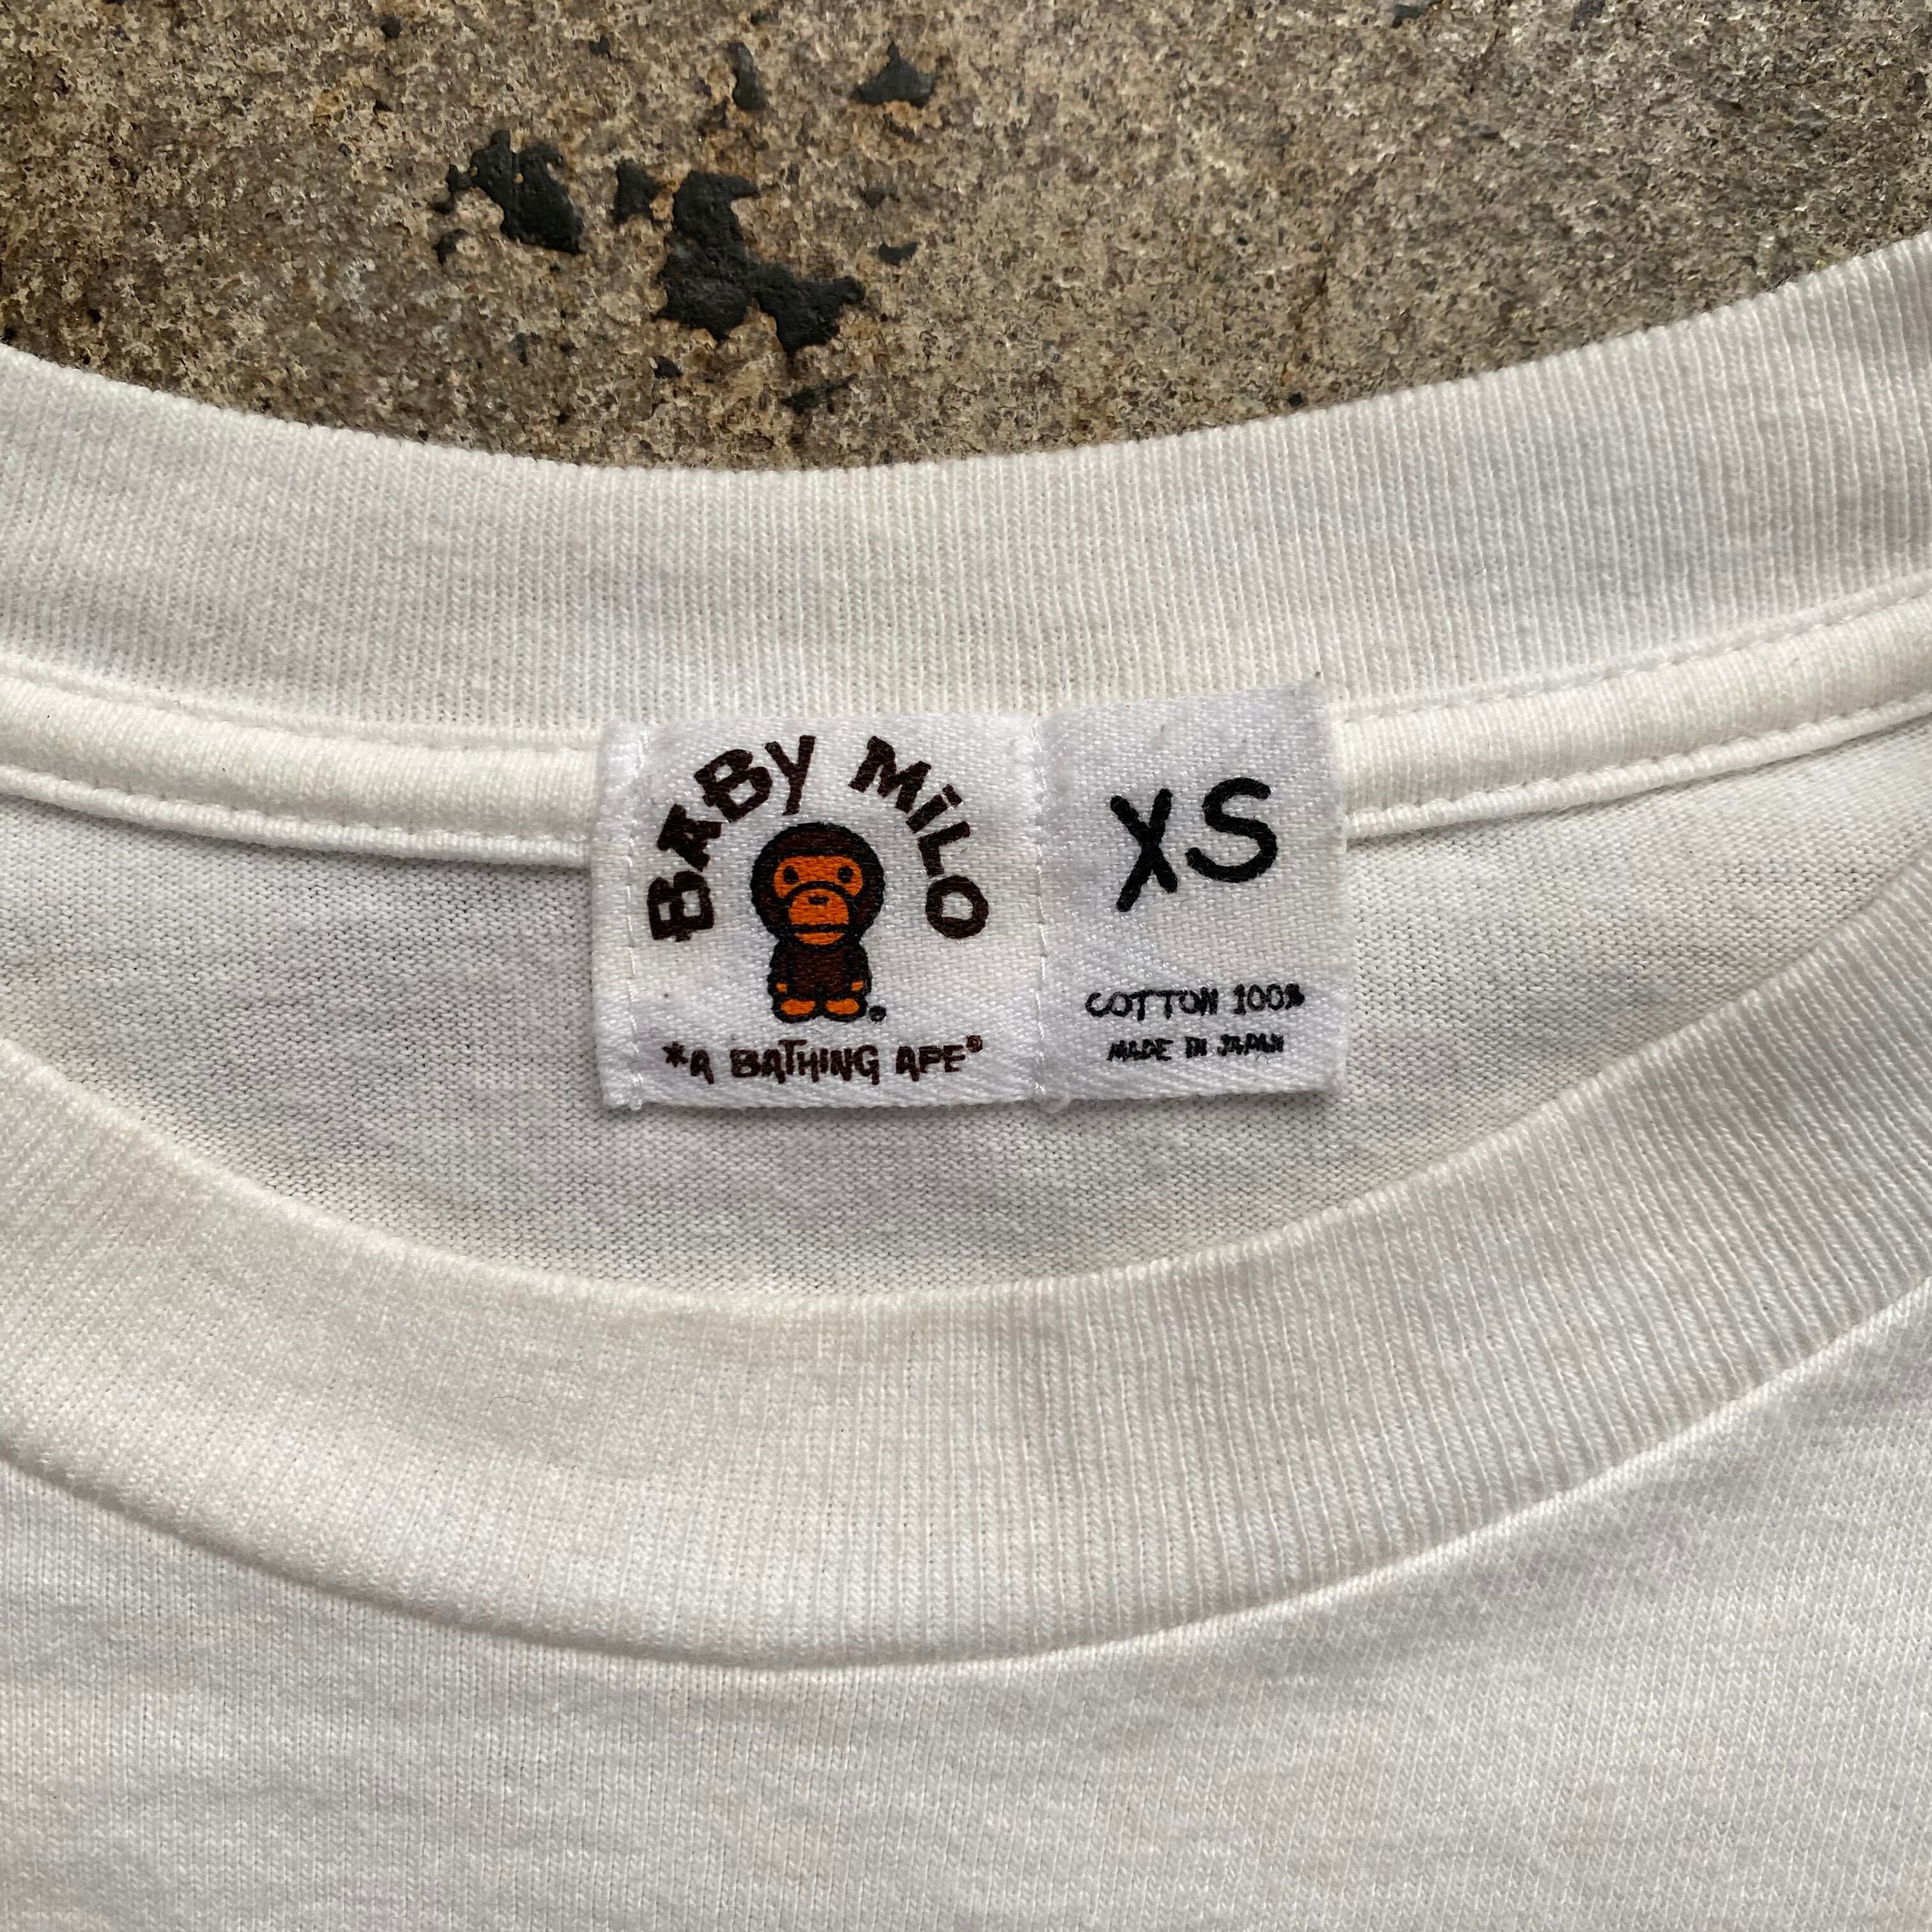 BABY MiLO
*A BATHING APE®
XS
COTTON 100%
MADE IN JAPAN